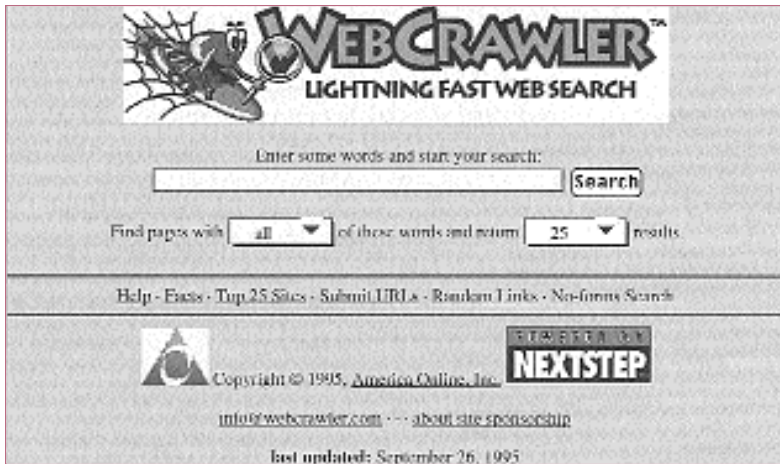 WEBCRAWLER™
LIGHTNING FAST WEB SEARCH
Enter some words and start your search:
Search
Find pages with all of these words and return 25 results
Help · Facts · Top 25 Sites · Submit URLs · Random Links · No-forms Search
Copyright © 1995, America Online, Inc. POWERED BY NEXTSTEP
info@webcrawler.com · · · about site sponsorship
last updated: September 26, 1995